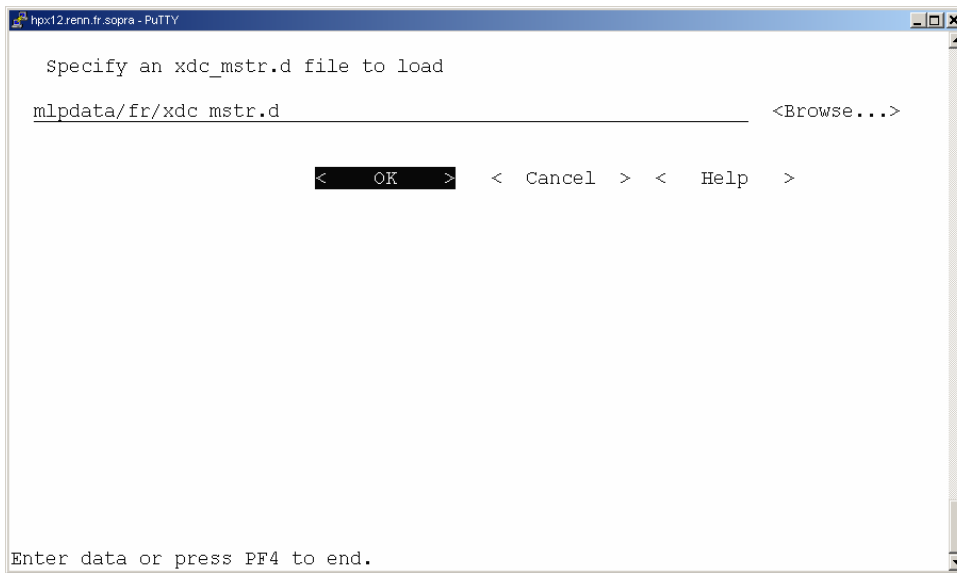 hpx12.renn.fr.sopra - PuTTY
Specify an xdc_mstr.d file to load
mlpdata/fr/xdc_mstr.d <Browse...>
< OK > < Cancel > < Help >
Enter data or press PF4 to end.